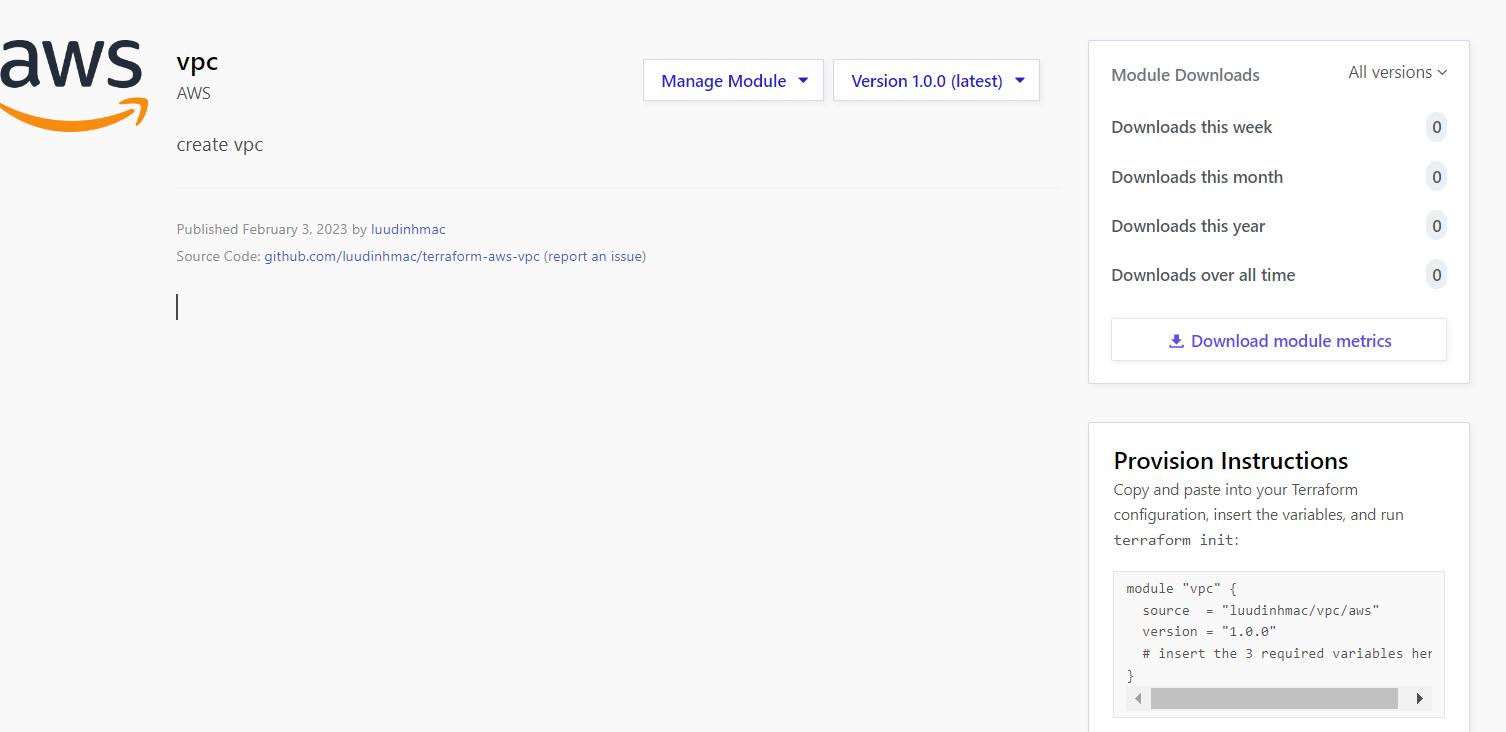 aws
vpc
AWS
Manage Module
Version 1.0.0 (latest)
create vpc
Published February 3, 2023 by luudinhmac
Source Code: github.com/luudinhmac/terraform-aws-vpc (report an issue)
Module Downloads
All versions
Downloads this week 0
Downloads this month 0
Downloads this year 0
Downloads over all time 0
Download module metrics
Provision Instructions
Copy and paste into your Terraform
configuration, insert the variables, and run
terraform init:
module "vpc" {
  source  = "luudinhmac/vpc/aws"
  version = "1.0.0"
  # insert the 3 required variables her
}